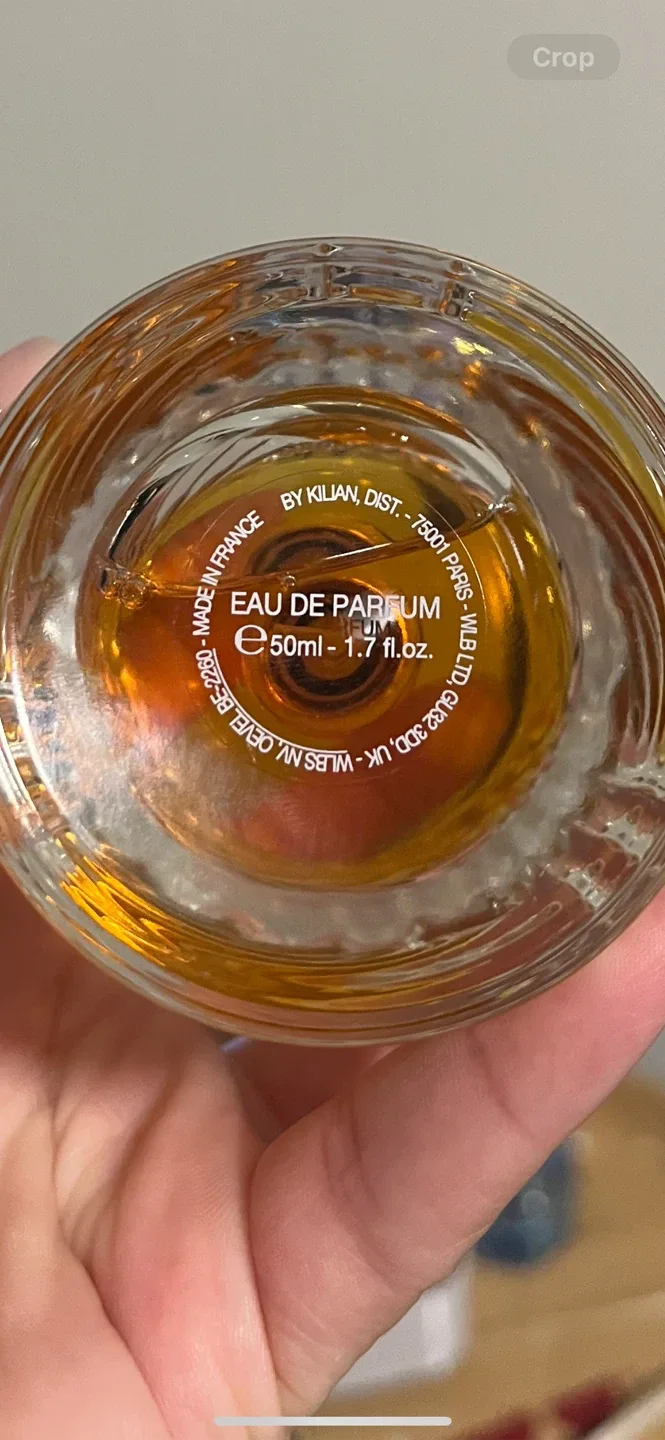 Crop
BY KILIAN, DIST. - 75001 PARIS - WLB LTD, GU32 3DD, UK - WLBS NV, OEVEL BE-2260 - MADE IN FRANCE
EAU DE PARFUM
℮50ml - 1.7 fl.oz.